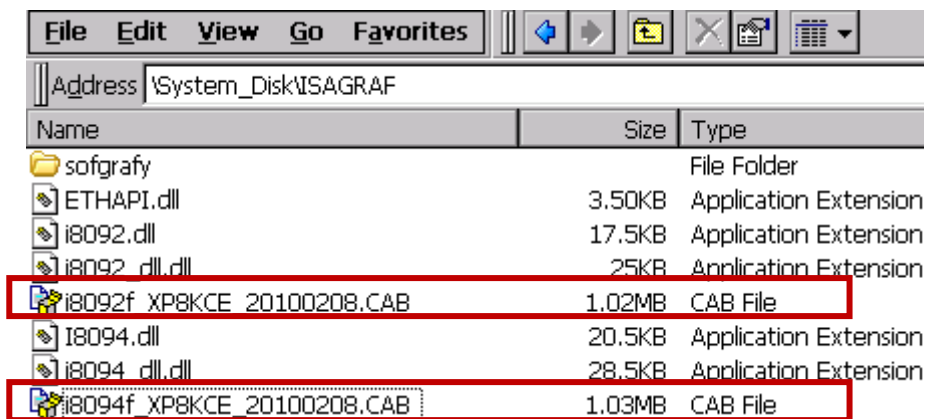 File Edit View Go Favorites
Address \System_Disk\ISAGRAF
Name Size Type
sofgrafy File Folder
ETHAPI.dll 3.50KB Application Extension
i8092.dll 17.5KB Application Extension
i8092_dll.dll 25KB Application Extension
i8092f_XP8KCE_20100208.CAB 1.02MB CAB File
I8094.dll 20.5KB Application Extension
i8094_dll.dll 28.5KB Application Extension
i8094f_XP8KCE_20100208.CAB 1.03MB CAB File